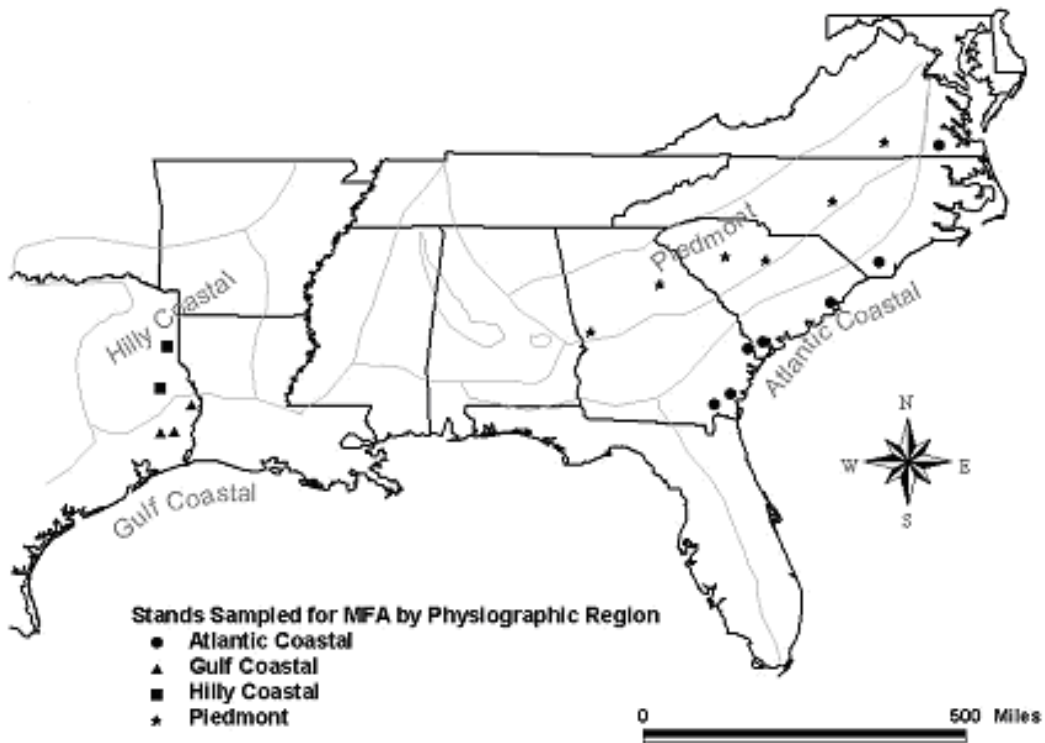 Piedmont
Hilly Coastal
Atlantic Coastal
N
W
E
S
Gulf Coastal
Stands Sampled for MFA by Physiographic Region
Atlantic Coastal
Gulf Coastal
Hilly Coastal
Piedmont
0 500 Miles